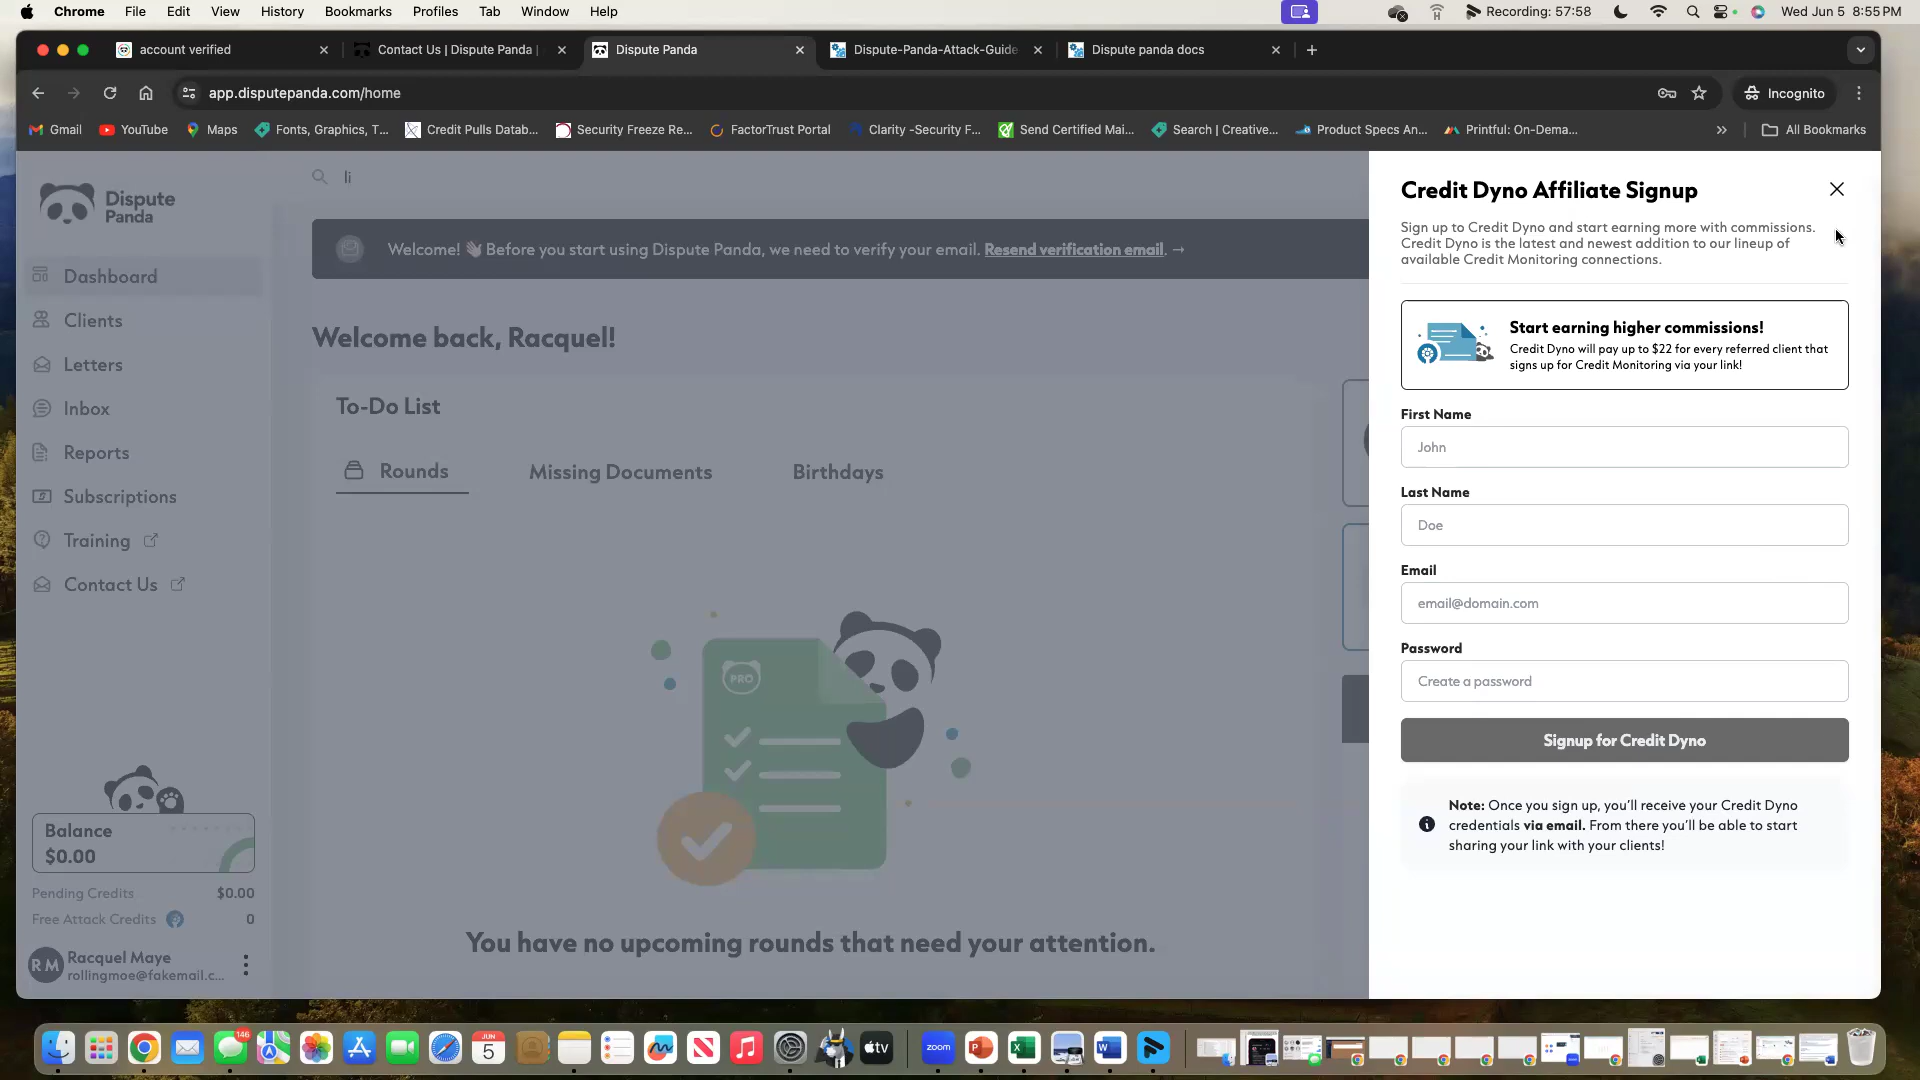 Chrome File Edit View History Bookmarks Profiles Tab Window Help Recording: 57:58 Wed Jun 5 8:55 PM
account verified
Contact Us | Dispute Panda |
Dispute Panda
Dispute-Panda-Attack-Guide
Dispute panda docs
app.disputepanda.com/home
Incognito
Gmail YouTube Maps Fonts, Graphics, T... Credit Pulls Datab... Security Freeze Re... FactorTrust Portal Clarity -Security F... Send Certified Mai... Search | Creative... Product Specs An... Printful: On-Dema... All Bookmarks
Dispute
Panda
Dashboard
Clients
Letters
Inbox
Reports
Subscriptions
Training
Contact Us
Balance
$0.00
Pending Credits $0.00
Free Attack Credits 0
RM
Racquel Maye
rollingmoe@fakemail.c...
li
Welcome! Before you start using Dispute Panda, we need to verify your email. Resend verification email. →
Welcome back, Racquel!
To-Do List
Rounds Missing Documents Birthdays
PRO
You have no upcoming rounds that need your attention.
Credit Dyno Affiliate Signup
Sign up to Credit Dyno and start earning more with commissions.
Credit Dyno is the latest and newest addition to our lineup of
available Credit Monitoring connections.
Start earning higher commissions!
Credit Dyno will pay up to $22 for every referred client that
signs up for Credit Monitoring via your link!
First Name
John
Last Name
Doe
Email
email@domain.com
Password
Create a password
Signup for Credit Dyno
Note: Once you sign up, you'll receive your Credit Dyno
credentials via email. From there you'll be able to start
sharing your link with your clients!
146
JUN
5
tv
zoom